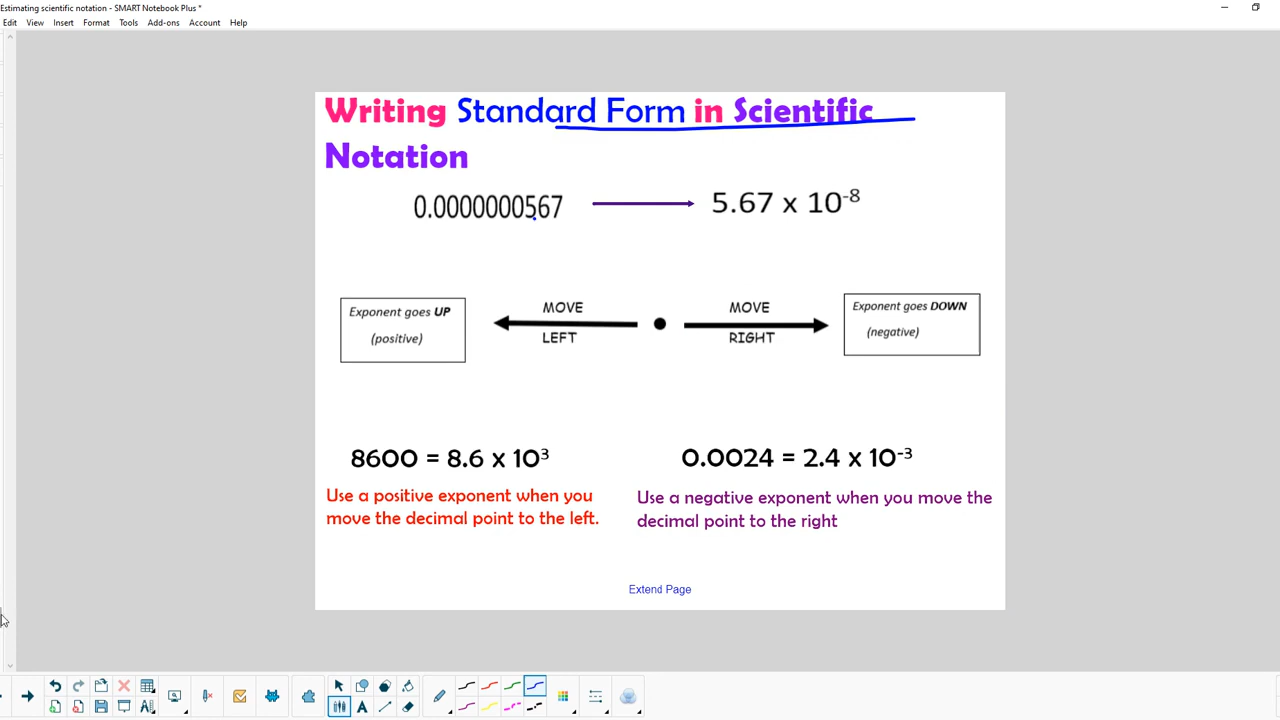 Estimating scientific notation - SMART Notebook Plus *
Edit View Insert Format Tools Add-ons Account Help
Writing Standard Form in Scientific
Notation
0.0000000567 5.67 x 10⁻⁸
Exponent goes UP
(positive)
MOVE
LEFT
MOVE
RIGHT
Exponent goes DOWN
(negative)
8600 = 8.6 x 10³
Use a positive exponent when you
move the decimal point to the left.
0.0024 = 2.4 x 10⁻³
Use a negative exponent when you move the
decimal point to the right
Extend Page